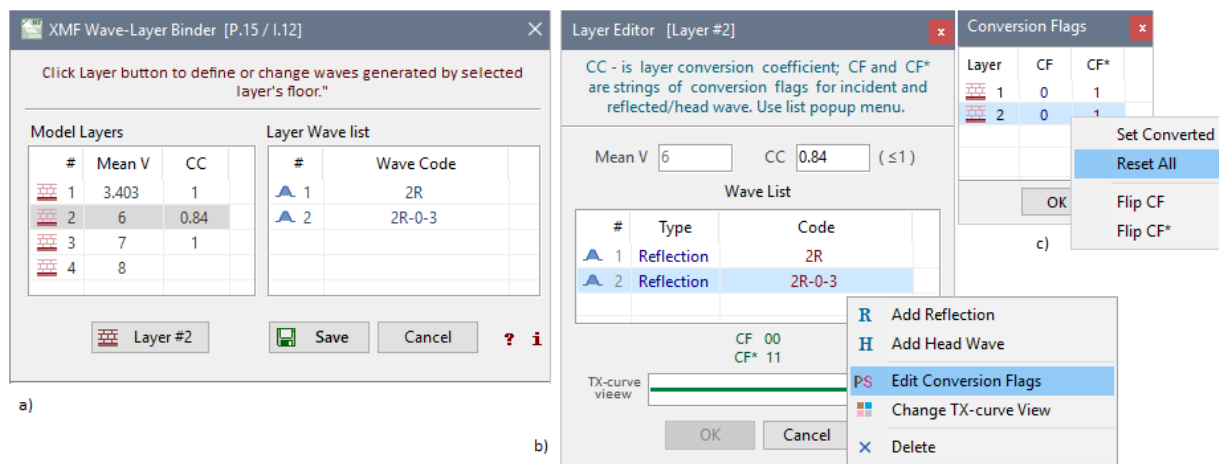 XMF Wave-Layer Binder [P.15 / I.12]
Click Layer button to define or change waves generated by selected
layer's floor."
Model Layers
# Mean V CC
1 3.403 1
2 6 0.84
3 7 1
4 8
Layer #2
Layer Wave list
# Wave Code
1 2R
2 2R-0-3
Save
Cancel
? i
a)
Layer Editor [Layer #2]
x
CC - is layer conversion coefficient; CF and CF*
are strings of conversion flags for incident and
reflected/head wave. Use list popup menu.
Mean V 6 CC 0.84 ( ≤1 )
Wave List
# Type Code
1 Reflection 2R
2 Reflection 2R-0-3
CF 00
CF* 11
TX-curve
vieew
OK
Cancel
b)
R Add Reflection
H Add Head Wave
PS Edit Conversion Flags
Change TX-curve View
Delete
Conversion Flags
x
Layer CF CF*
1 0 1
2 0 1
OK
Set Converted
Reset All
Flip CF
Flip CF*
c)